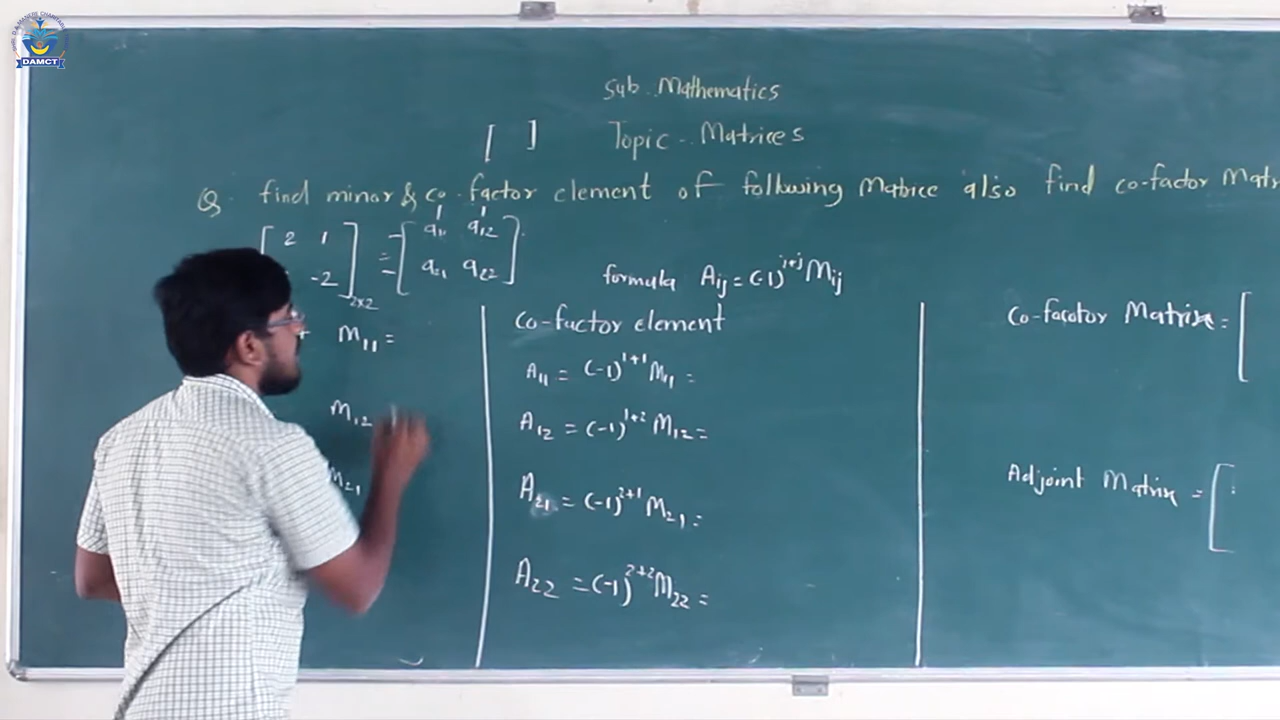 DAMCT
Sub. Mathematics
[ ] Topic - Matrices
Q. find minar & co-factor element of following Matrice also find co-factor Matr
[ 2 1
-2 ]2x2 = [ a11 a12
a21 a22 ]
formula Aij = (-1)^i+j Mij
M11 =
M12
M21
Co-factor element
A11 = (-1)^1+1 M11 =
A12 = (-1)^1+2 M12 =
A21 = (-1)^2+1 M21 =
A22 = (-1)^2+2 M22 =
Co-facotor Matrix = [
Adjoint Matrix = [